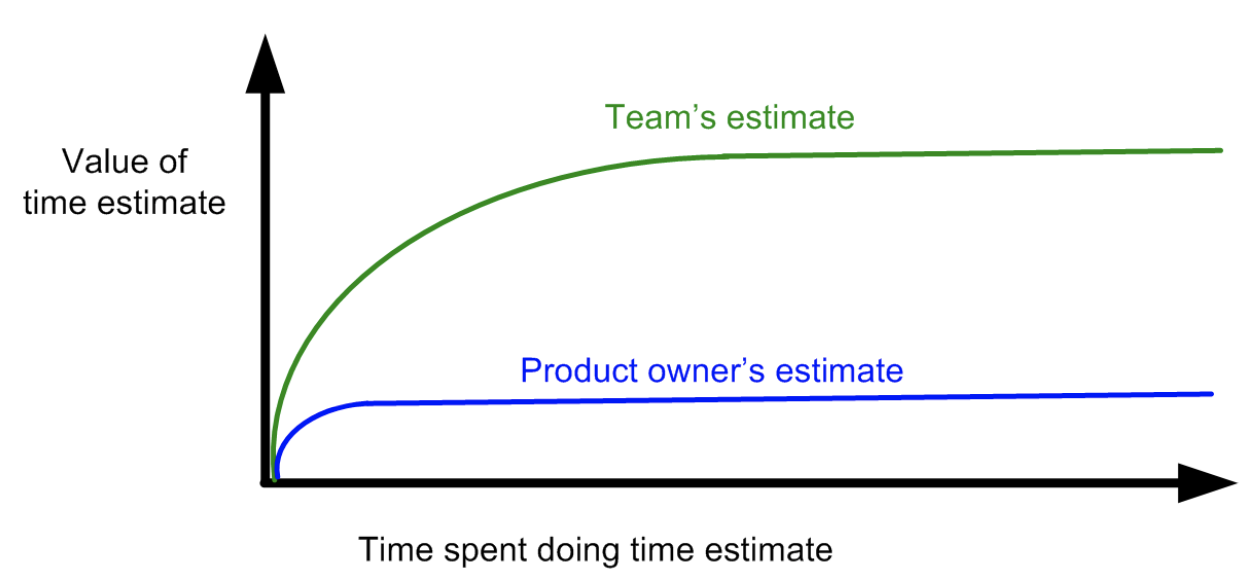 Team’s estimate
Value of
time estimate
Product owner’s estimate
Time spent doing time estimate